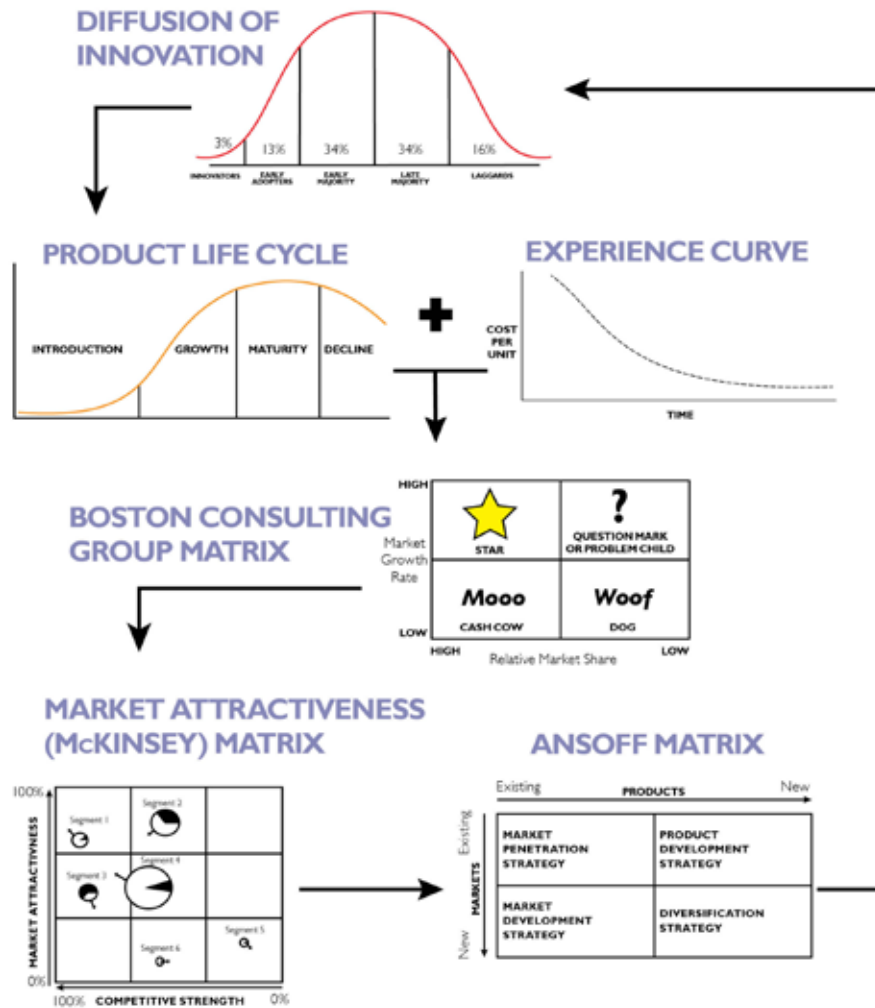 DIFFUSION OF
INNOVATION
3%
13%
34%
34%
16%
INNOVATORS
EARLY
ADOPTERS
EARLY
MAJORITY
LATE
MAJORITY
LAGGARDS
PRODUCT LIFE CYCLE
INTRODUCTION
GROWTH
MATURITY
DECLINE
+
EXPERIENCE CURVE
COST
PER
UNIT
TIME
BOSTON CONSULTING
GROUP MATRIX
HIGH
Market
Growth
Rate
LOW
STAR
?
QUESTION MARK
OR PROBLEM CHILD
Mooo
CASH COW
Woof
DOG
HIGH
Relative Market Share
LOW
MARKET ATTRACTIVENESS
(McKINSEY) MATRIX
100%
MARKET ATTRACTIVNESS
0%
Segment 1
Segment 2
Segment 3
Segment 4
Segment 5
Segment 6
100%
COMPETITIVE STRENGTH
0%
ANSOFF MATRIX
Existing
PRODUCTS
New
Existing
MARKETS
New
MARKET
PENETRATION
STRATEGY
PRODUCT
DEVELOPMENT
STRATEGY
MARKET
DEVELOPMENT
STRATEGY
DIVERSIFICATION
STRATEGY